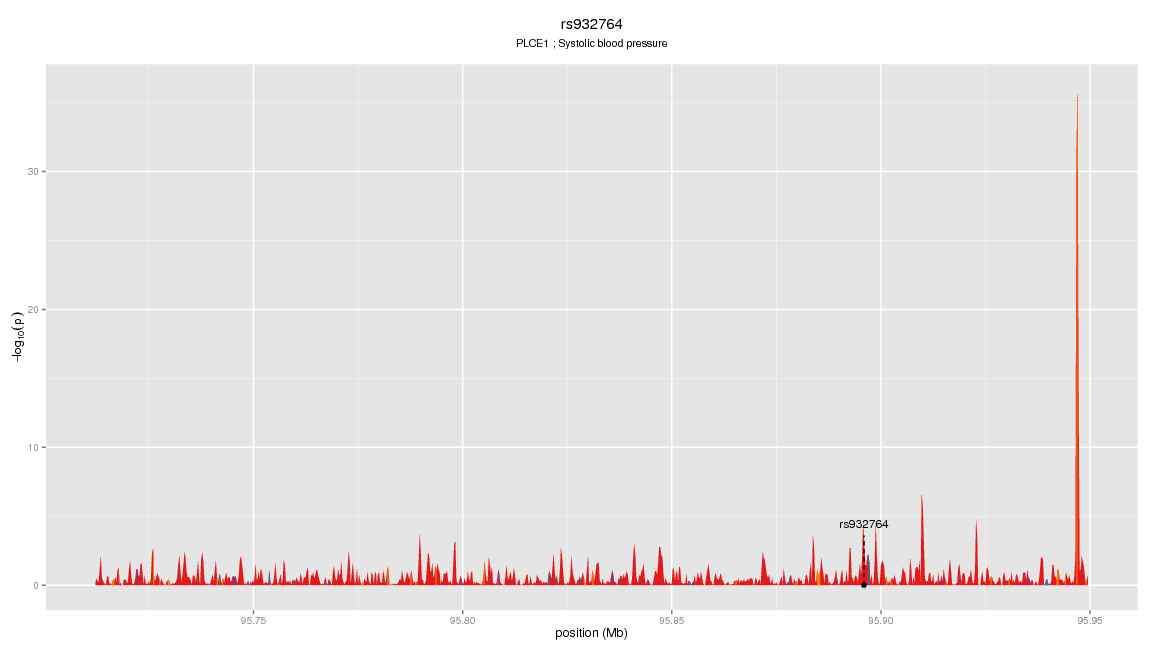 rs932764
PLCE1 ; Systolic blood pressure
30
20
10
0
−log10(p)
rs932764
95.75
95.80
95.85
95.90
95.95
position (Mb)